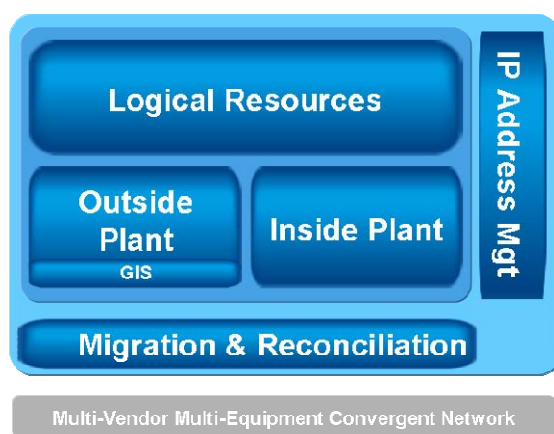 Logical Resources
IP Address Mgt
Outside
Plant
GIS
Inside Plant
Migration & Reconciliation
Multi-Vendor Multi-Equipment Convergent Network